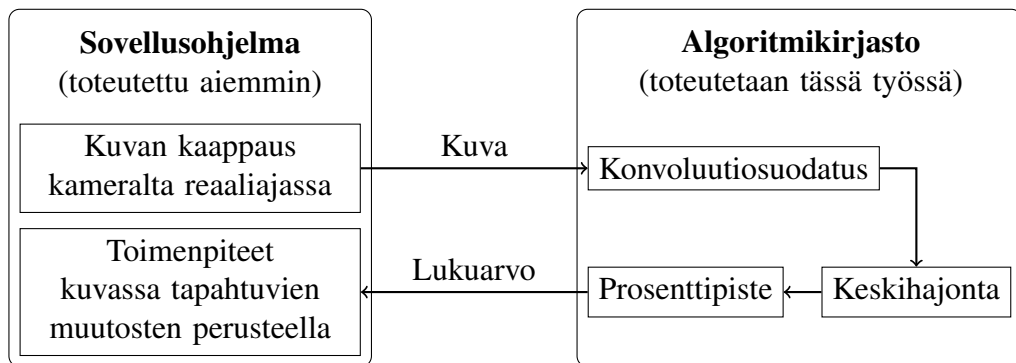 Sovellusohjelma
(toteutettu aiemmin)
Kuvan kaappaus
kameralta reaaliajassa
Toimenpiteet
kuvassa tapahtuvien
muutosten perusteella
Kuva
Lukuarvo
Algoritmikirjasto
(toteutetaan tässä työssä)
Konvoluutiosuodatus
Prosenttipiste
Keskihajonta